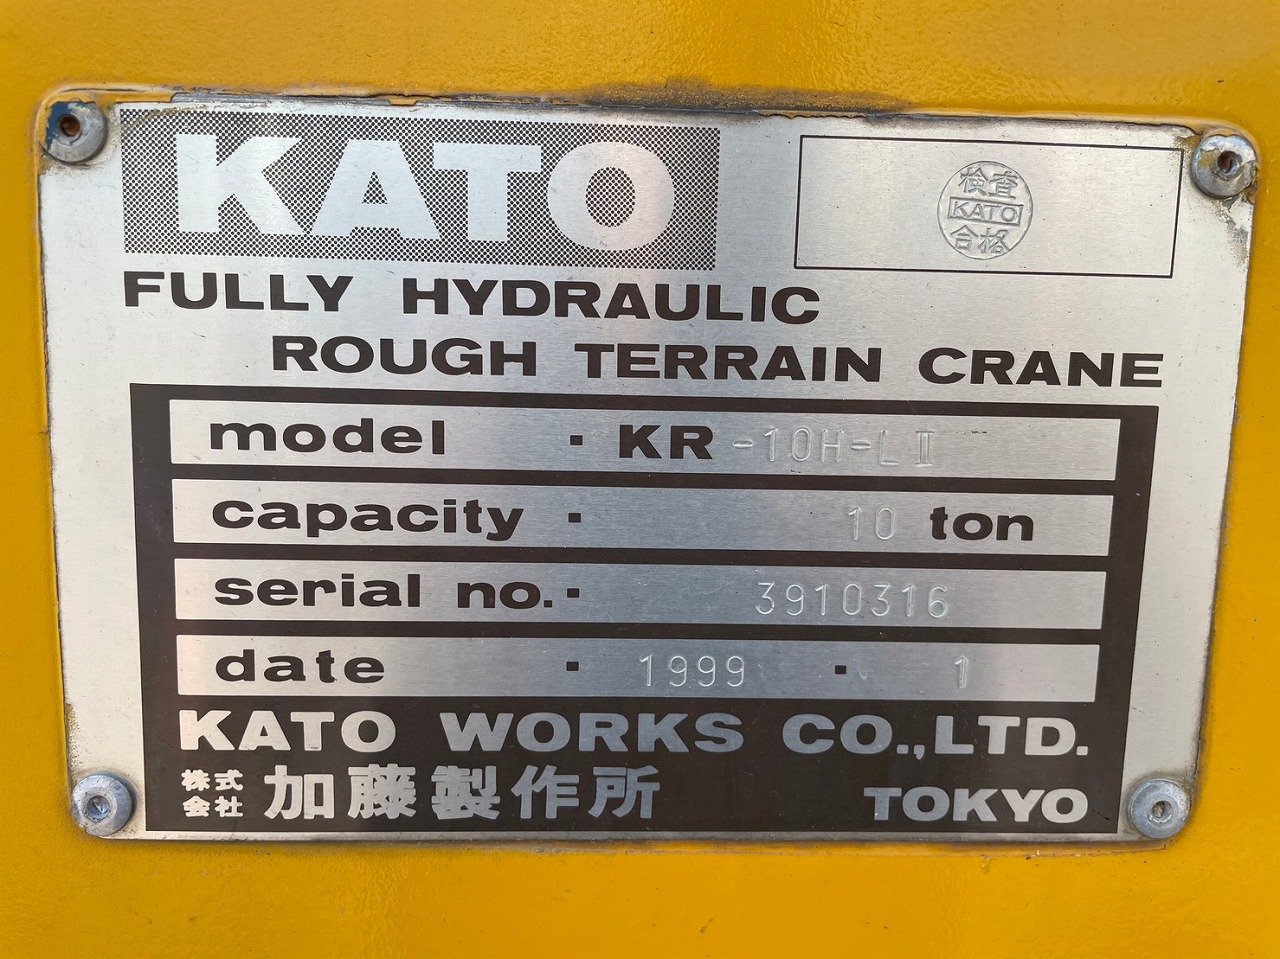 KATO
検査
KATO
合格
FULLY HYDRAULIC
ROUGH TERRAIN CRANE
model · KR -10H-LⅡ
capacity · 10 ton
serial no. · 3910316
date · 1999 · 1
KATO WORKS CO.,LTD.
株式会社 加藤製作所 TOKYO